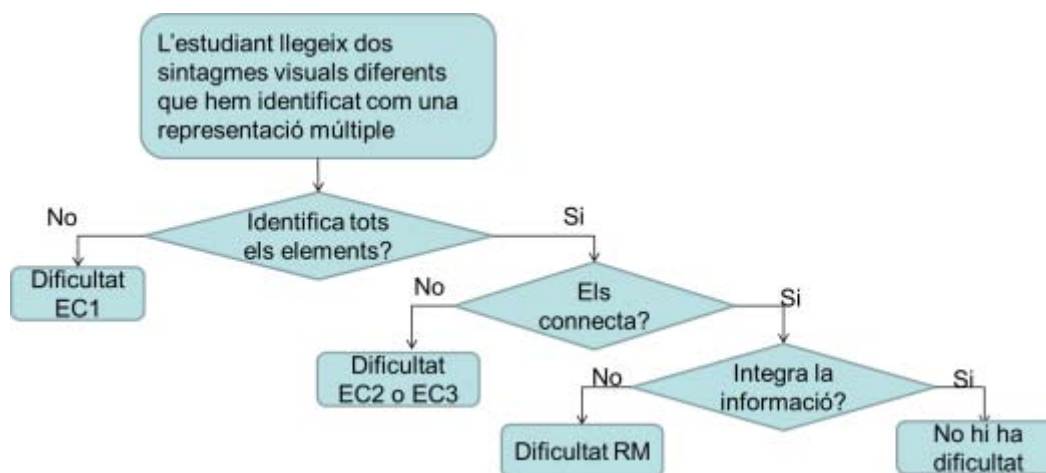 L'estudiant llegeix dos
sintagmes visuals diferents
que hem identificat com una
representació múltiple
No
Identifica tots
els elements?
Si
Dificultat
EC1
No
Els
connecta?
Si
Dificultat
EC2 o EC3
No
Integra la
informació?
Si
Dificultat RM
No hi ha
dificultat